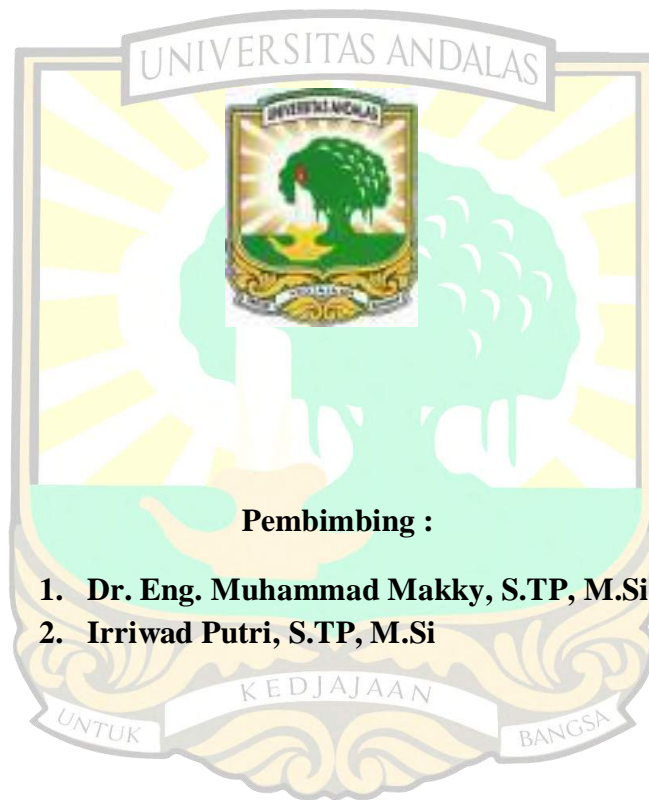 UNIVERSITAS ANDALAS
UNIVERSITAS ANDALAS
Pembimbing :
1. Dr. Eng. Muhammad Makky, S.TP, M.Si
2. Irriwad Putri, S.TP, M.Si
UNTUK KEDJAJAAN BANGSA